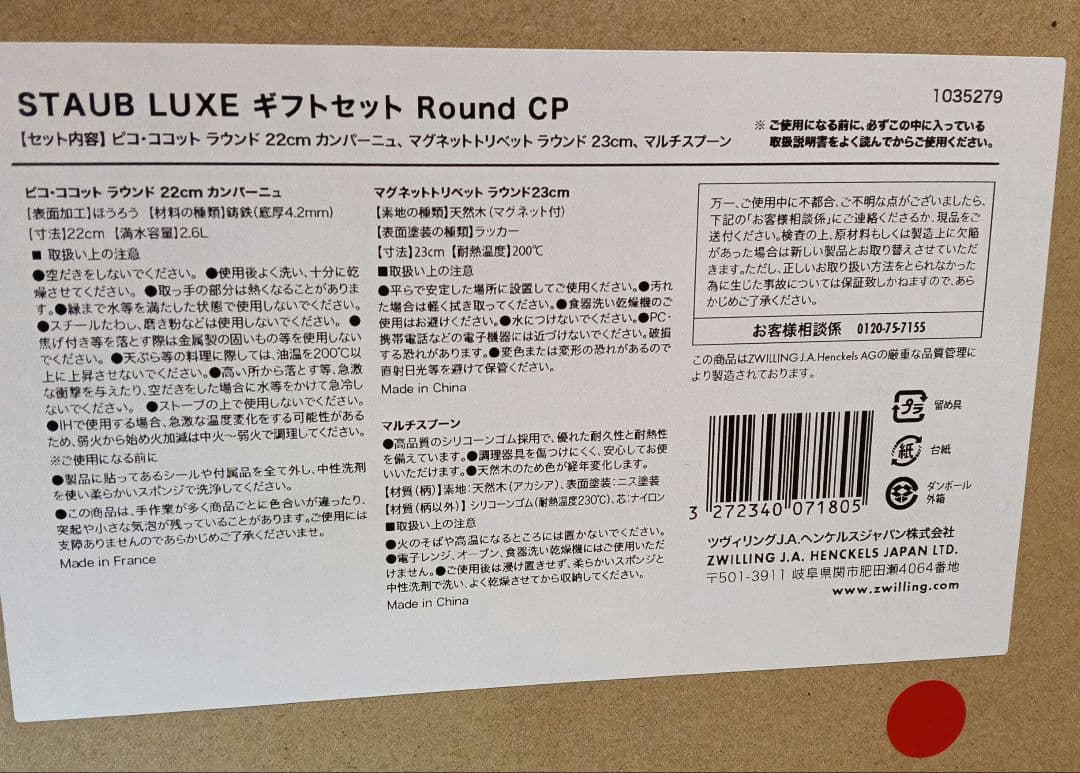 STAUB LUXE ギフトセット Round CP
1035279
【セット内容】ピコ・ココット ラウンド 22cm カンパーニュ、マグネットトリベット ラウンド 23cm、マルチスプーン
※ ご使用になる前に、必ずこの中に入っている
取扱説明書をよく読んでからご使用ください。
ピコ・ココット ラウンド 22cm カンパーニュ
【表面加工】ほうろう 【材料の種類】鋳鉄(底厚4.2mm)
【寸法】22cm 【満水容量】2.6L
■ 取扱い上の注意
●空だきをしないでください。 ●使用後よく洗い、十分に乾
燥させてください。 ●取っ手の部分は熱くなることがありま
す。●縁まで水等を満たした状態で使用しないでください。
●スチールたわし、磨き粉などは使用しないでください。 ●
焦げ付き等を落とす際は金属製の固いもの等を使用しない
でください。 ●天ぷら等の料理に際しては、油温を200℃以
上に上昇させないでください。●高い所から落とす等、急激
な衝撃を与えたり、空だきをした場合に水等をかけて急冷し
ないでください。 ●ストーブの上で使用しないでください。
●IHで使用する場合、急激な温度変化をする可能性がある
ため、弱火から始め火加減は中火～弱火で調理してください。
※ご使用になる前に
●製品に貼ってあるシールや付属品を全て外し、中性洗剤
を使い柔らかいスポンジで洗浄してください。
●この商品は、手作業が多く商品ごとに色合いが違ったり、
突起や小さな気泡が残っていることがあります。ご使用には
支障ありませんのであらかじめご了承くださいませ。
Made in France
マグネットトリベット ラウンド23cm
【素地の種類】天然木(マグネット付)
【表面塗装の種類】ラッカー
【寸法】23cm 【耐熱温度】200℃
■取扱い上の注意
●平らで安定した場所に設置してご使用ください。●汚れ
た場合は軽く拭き取ってください。●食器洗い乾燥機のご
使用はお避けください。●水につけないでください。●PC・
携帯電話などの電子機器には近づけないでください。破損
する恐れがあります。●変色または変形の恐れがあるので
直射日光等を避けて保管ください。
Made in China
マルチスプーン
●高品質のシリコーンゴム採用で、優れた耐久性と耐熱性
を備えています。●調理器具を傷つけにくく、安心してお使
いいただけます。●天然木のため色が経年変化します。
【材質(柄)】素地:天然木(アカシア)、表面塗装:ニス塗装
【材質(柄以外)】シリコーンゴム(耐熱温度230℃)、芯:ナイロン
■取扱い上の注意
●火のそばや高温になるところには置かないでください。
●電子レンジ、オーブン、食器洗い乾燥機にはご使用いただ
けません。●ご使用後は浸け置きせず、柔らかいスポンジと
中性洗剤で洗い、よく乾燥させてから収納してください。
Made in China
万一、ご使用中に不都合、ご不明な点がございましたら、
下記の「お客様相談係」にご連絡くださるか、現品をご
送付ください。検査の上、原材料もしくは製造上に欠陥
があった場合は新しい製品とお取り替えさせていただ
きます。ただし、正しいお取り扱い方法をとられなかった
為に生じた事故については保証致しかねますので、あら
かじめご了承ください。
お客様相談係 0120-75-7155
この商品はZWILLING J.A.Henckels AGの厳重な品質管理に
より製造されております。
プラ
留め具
紙
台紙
ダンボール
外箱
3 272340 071805
ツヴィリングJ.A.ヘンケルスジャパン株式会社
ZWILLING J.A. HENCKELS JAPAN LTD.
〒501-3911 岐阜県関市肥田瀬4064番地
www.zwilling.com